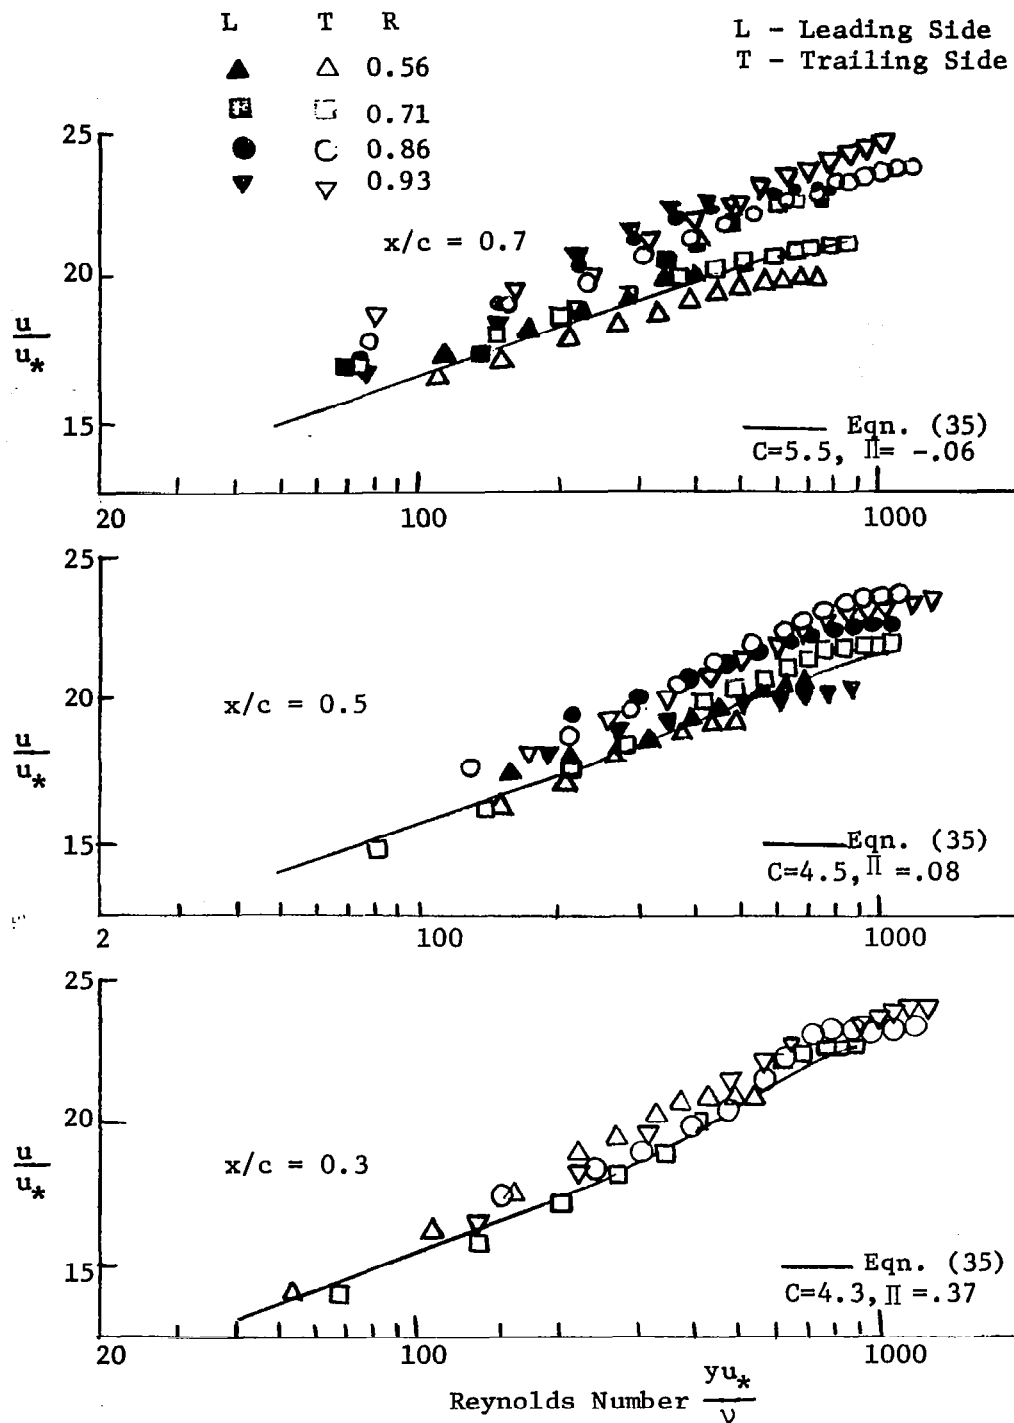 L T R
L - Leading Side
T - Trailing Side
0.56
0.71
0.86
0.93
25
x/c = 0.7
20
u
u*
15
Eqn. (35)
C=5.5, Π= -.06
20 100 1000
25
20
x/c = 0.5
u
u*
15
Eqn. (35)
C=4.5, Π =.08
2 100 1000
25
20
u
u*
x/c = 0.3
15
Eqn. (35)
C=4.3, Π =.37
20 100 1000
Reynolds Number yu*
ν